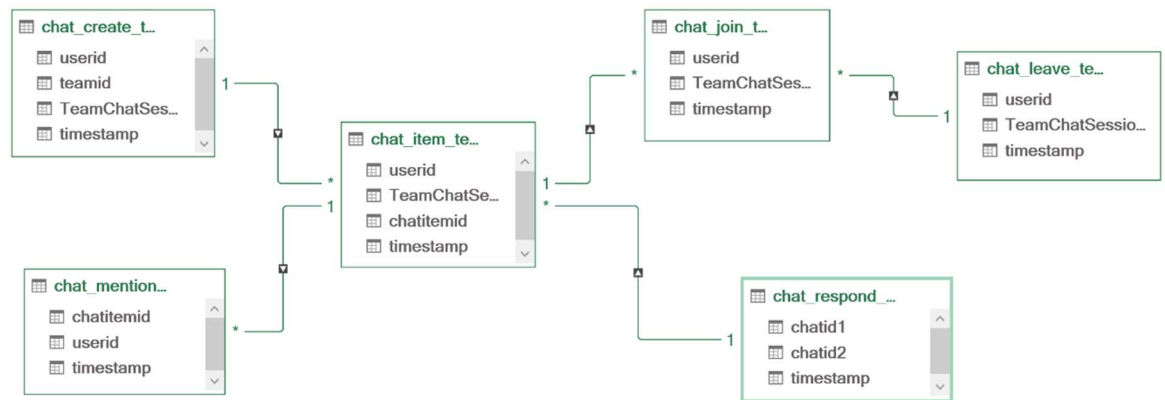 chat_create_t...
userid
teamid
TeamChatSes...
timestamp
1
*
chat_item_te...
userid
TeamChatSe...
chatitemid
timestamp
1
1
*
chat_mention...
chatitemid
userid
timestamp
*
chat_join_t...
userid
TeamChatSes...
timestamp
*
*
chat_leave_te...
userid
TeamChatSessio...
timestamp
1
chat_respond_...
chatid1
chatid2
timestamp
1